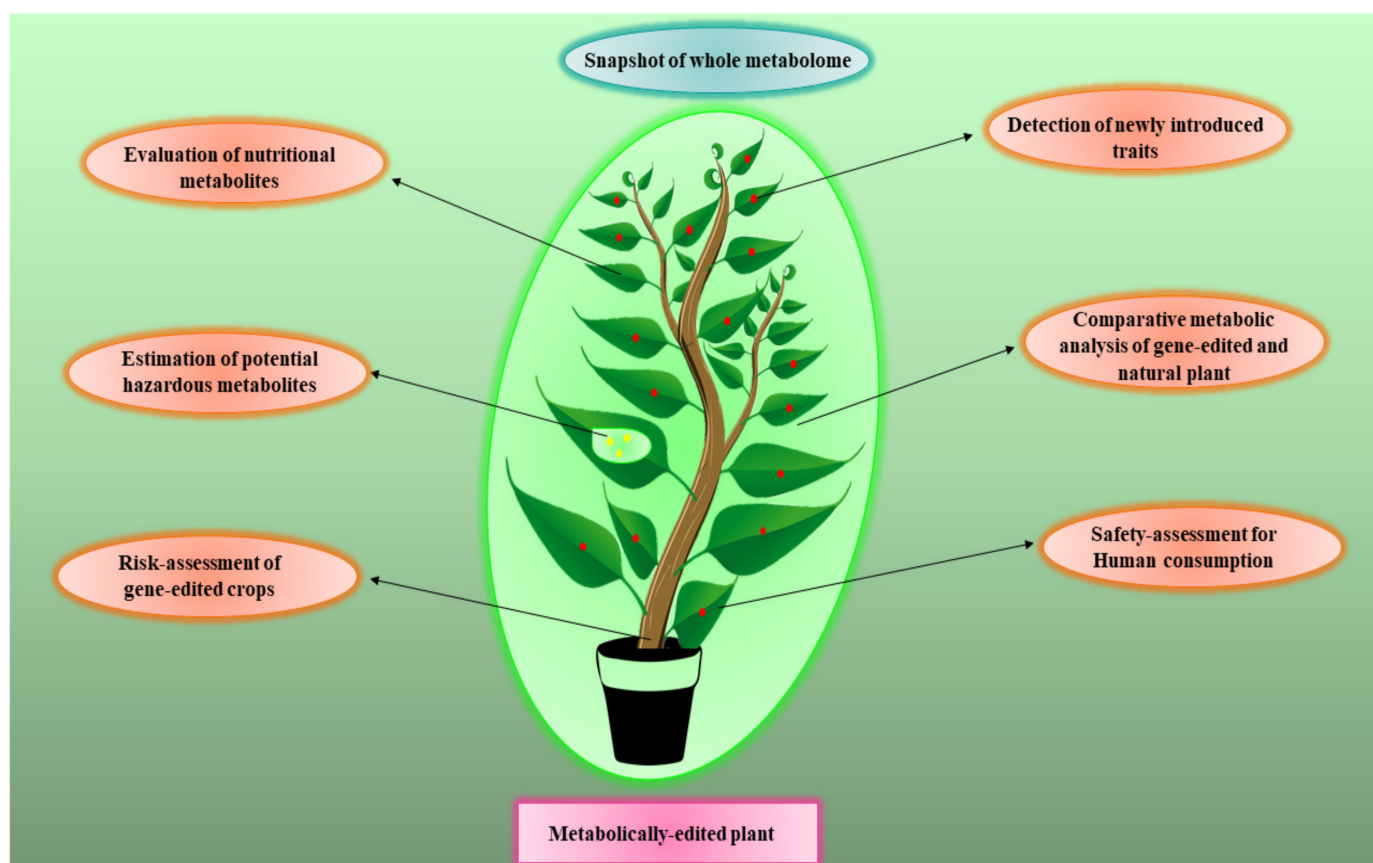 Snapshot of whole metabolome
Evaluation of nutritional
metabolites
Detection of newly introduced
traits
Estimation of potential
hazardous metabolites
Comparative metabolic
analysis of gene-edited and
natural plant
Risk-assessment of
gene-edited crops
Safety-assessment for
Human consumption
Metabolically-edited plant